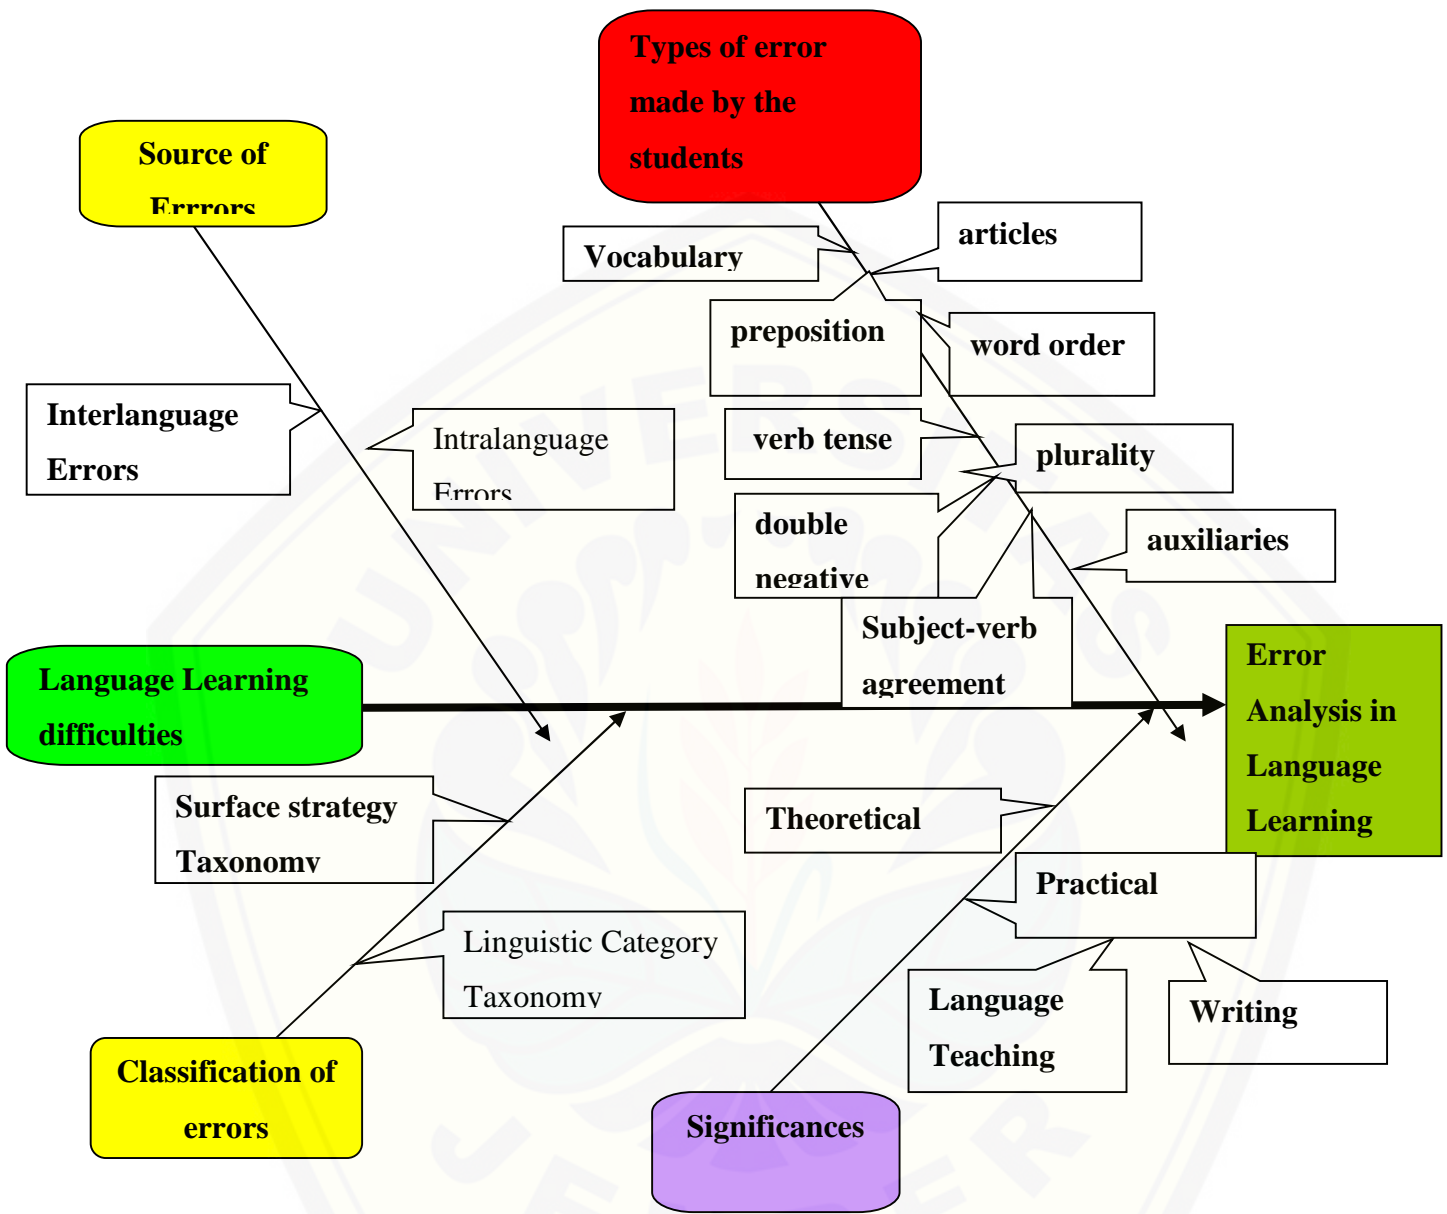 Types of error
made by the
students
Source of
Errrors
articles
Vocabulary
preposition
word order
Interlanguage
Errors
Intralanguage
Errors
verb tense
plurality
double
negative
auxiliaries
Subject-verb
agreement
Language Learning
difficulties
Error
Analysis in
Language
Learning
Surface strategy
Taxonomy
Theoretical
Practical
Linguistic Category
Taxonomy
Language
Teaching
Writing
Classification of
errors
Significances
UNIVERSITAS
JEMBER